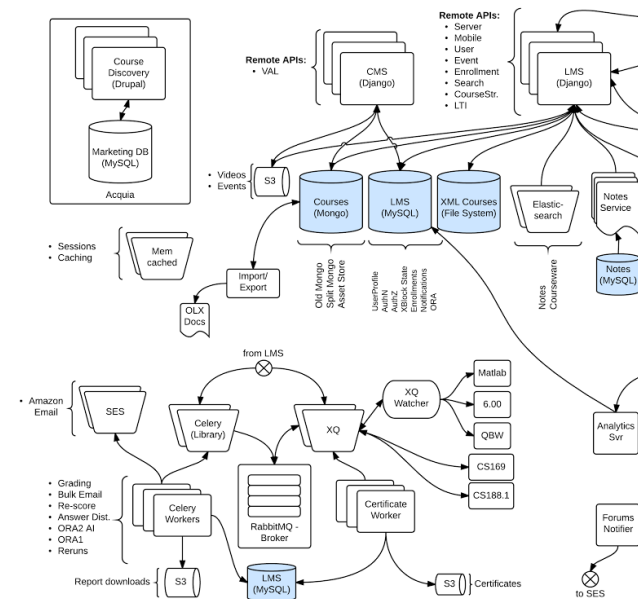 Course
Discovery
(Drupal)
Marketing DB
(MySQL)
Acquia
Remote APIs:
• VAL
CMS
(Django)
Remote APIs:
• Server
• Mobile
• User
• Event
• Enrollment
• Search
• CourseStr.
• LTI
LMS
(Django)
• Videos
• Events
S3
Courses
(Mongo)
LMS
(MySQL)
XML Courses
(File System)
Elastic-
search
Notes
Service
Notes
(MySQL)
• Sessions
• Caching
Mem
cached
Import/
Export
OLX
Docs
Old Mongo
Split Mongo
Asset Store
UserProfile
AuthN
AuthZ
XBlock State
Enrollments
Notifications
ORA
Notes
Courseware
from LMS
• Amazon
Email
SES
Celery
(Library)
XQ
XQ
Watcher
Matlab
6.00
QBW
CS169
CS188.1
Analytics
Svr
• Grading
• Bulk Email
• Re-score
• Answer Dist.
• ORA2 AI
• ORA1
• Reruns
Celery
Workers
RabbitMQ -
Broker
Certificate
Worker
Forums
Notifier
Report downloads
S3
LMS
(MySQL)
S3
Certificates
to SES